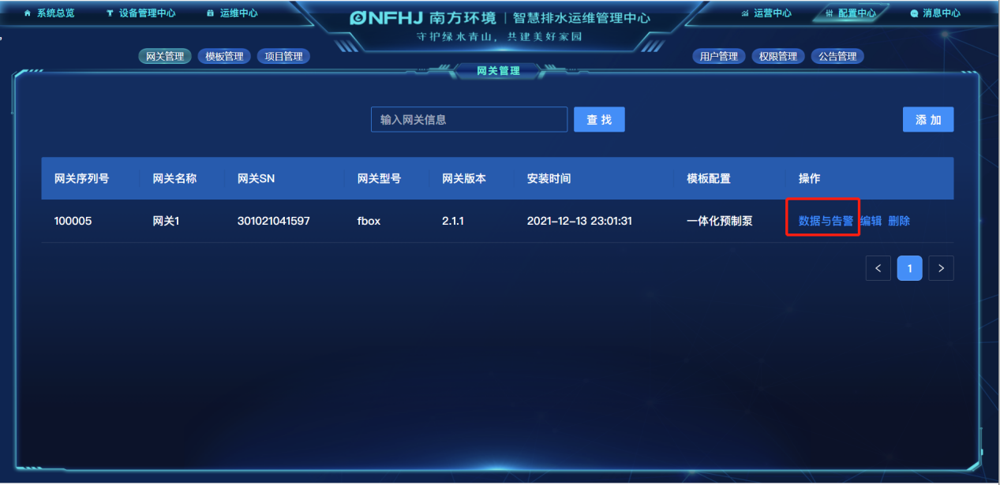 系统总览 设备管理中心 运维中心 NFHJ 南方环境 | 智慧排水运维管理中心 运营中心 配置中心 消息中心
守护绿水青山，共建美好家园
网关管理 模板管理 项目管理 用户管理 权限管理 公告管理
网关管理
输入网关信息 查 找 添 加
网关序列号 网关名称 网关SN 网关型号 网关版本 安装时间 模板配置 操作
100005 网关1 301021041597 fbox 2.1.1 2021-12-13 23:01:31 一体化预制泵 数据与告警 编辑 删除
< 1 >